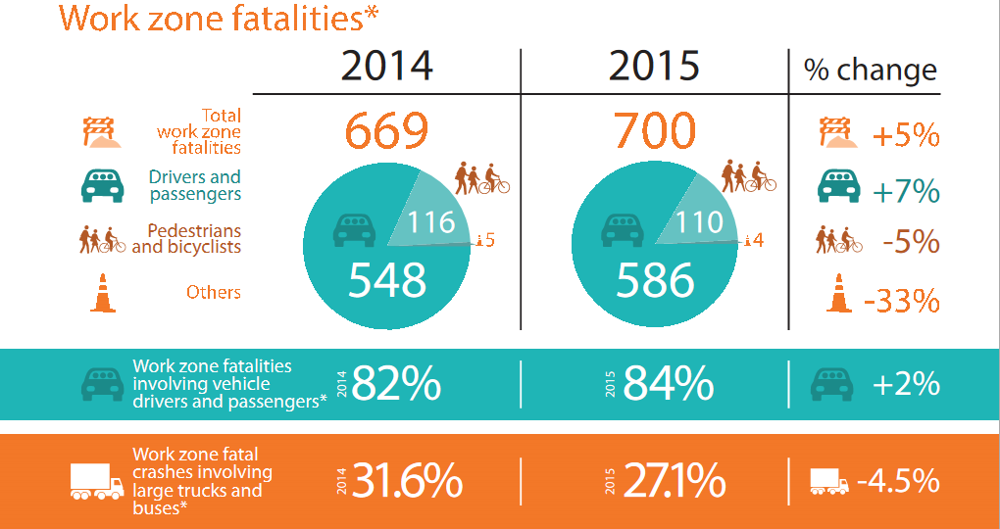 Work zone fatalities*
2014
2015
% change
Total
work zone
fatalities
669
700
+5%
Drivers and
passengers
+7%
Pedestrians
and bicyclists
116
5
110
4
-5%
Others
548
586
-33%
Work zone fatalities
involving vehicle
drivers and passengers*
2014
82%
2015
84%
+2%
Work zone fatal
crashes involving
large trucks and
buses*
2014
31.6%
2015
27.1%
-4.5%